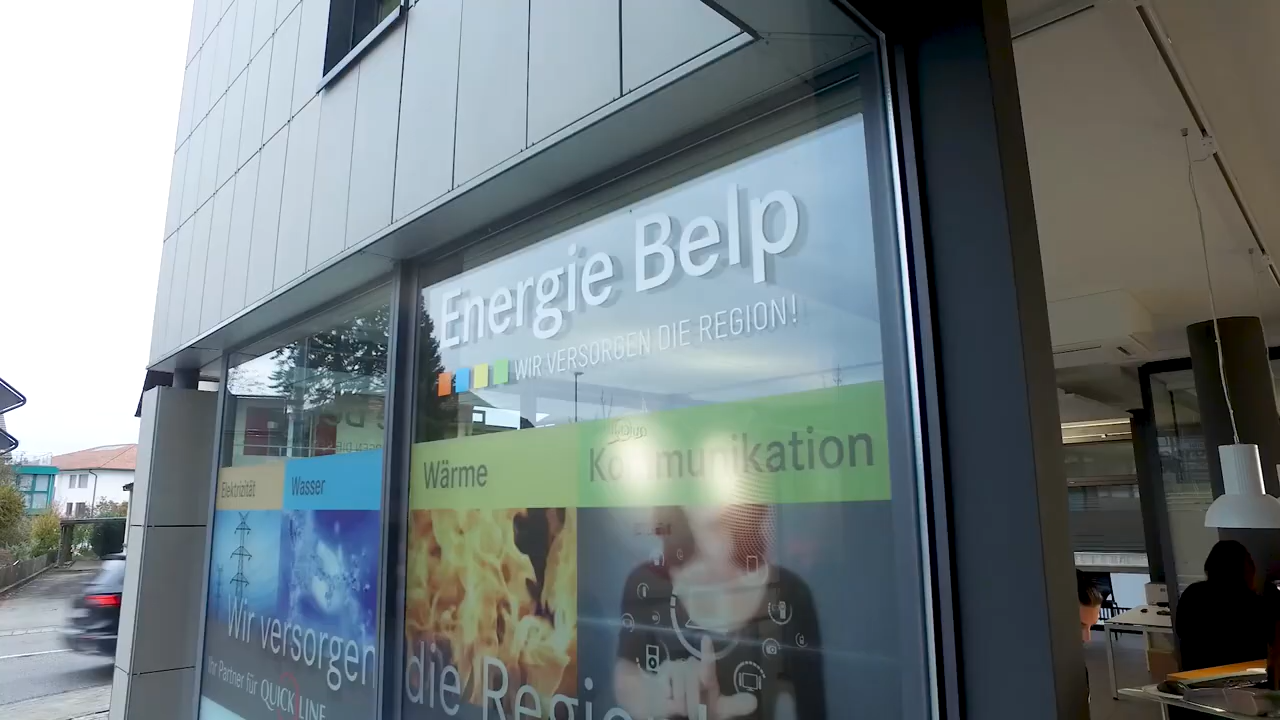 Energie Belp
WIR VERSORGEN DIE REGION!
Elektrizität
Wasser
Wärme
Kommunikation
Wir versorgen
die Region!
Ihr Partner für QUICKLINE